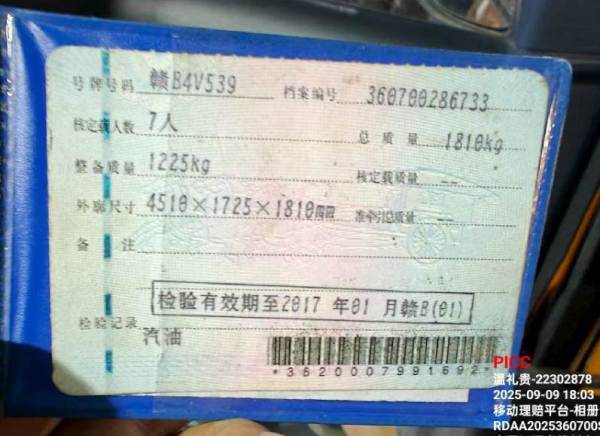 号牌号码 赣B4V539 档案编号 360700286733
核定载人数 7人 总质量 1810kg
整备质量 1225kg 核定载质量 --
外廓尺寸 4510×1725×1810mm 准牵引总质量 --
备注
检验记录 检验有效期至2017年01月赣B(01)
汽油
*3620007991692*
PICC
温礼贵-22302878
2025-09-09 18:03
移动理赔平台-相册
RDAA20253607005